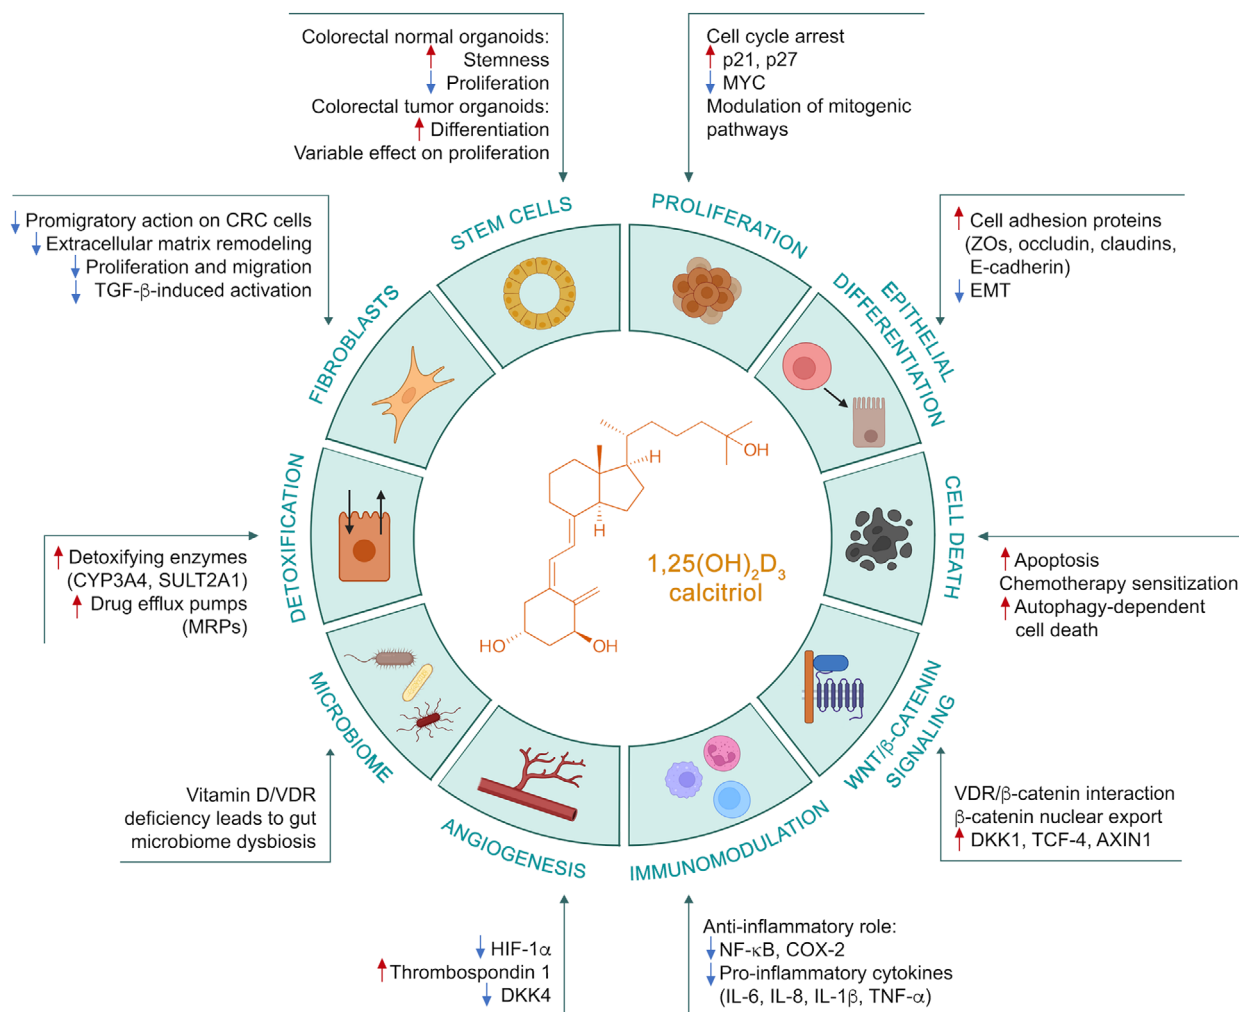 Colorectal normal organoids:
↑ Stemness
↓ Proliferation
Colorectal tumor organoids:
↑ Differentiation
Variable effect on proliferation
Cell cycle arrest
↑ p21, p27
↓ MYC
Modulation of mitogenic
pathways
↓ Promigratory action on CRC cells
↓ Extracellular matrix remodeling
↓ Proliferation and migration
↓ TGF-β-induced activation
↑ Cell adhesion proteins
(ZOs, occludin, claudins,
E-cadherin)
↓ EMT
STEM CELLS
PROLIFERATION
FIBROBLASTS
EPITHELIAL
DIFFERENTIATION
DETOXIFICATION
CELL DEATH
OH
H
H
1,25(OH)₂D₃
calcitriol
HO
OH
↑ Detoxifying enzymes
(CYP3A4, SULT2A1)
↑ Drug efflux pumps
(MRPs)
↑ Apoptosis
Chemotherapy sensitization
↑ Autophagy-dependent
cell death
MICROBIOME
WNT/β-CATENIN
SIGNALING
ANGIOGENESIS
IMMUNOMODULATION
Vitamin D/VDR
deficiency leads to gut
microbiome dysbiosis
VDR/β-catenin interaction
β-catenin nuclear export
↑ DKK1, TCF-4, AXIN1
↓ HIF-1α
↑ Thrombospondin 1
↓ DKK4
Anti-inflammatory role:
↓ NF-κB, COX-2
↓ Pro-inflammatory cytokines
(IL-6, IL-8, IL-1β, TNF-α)